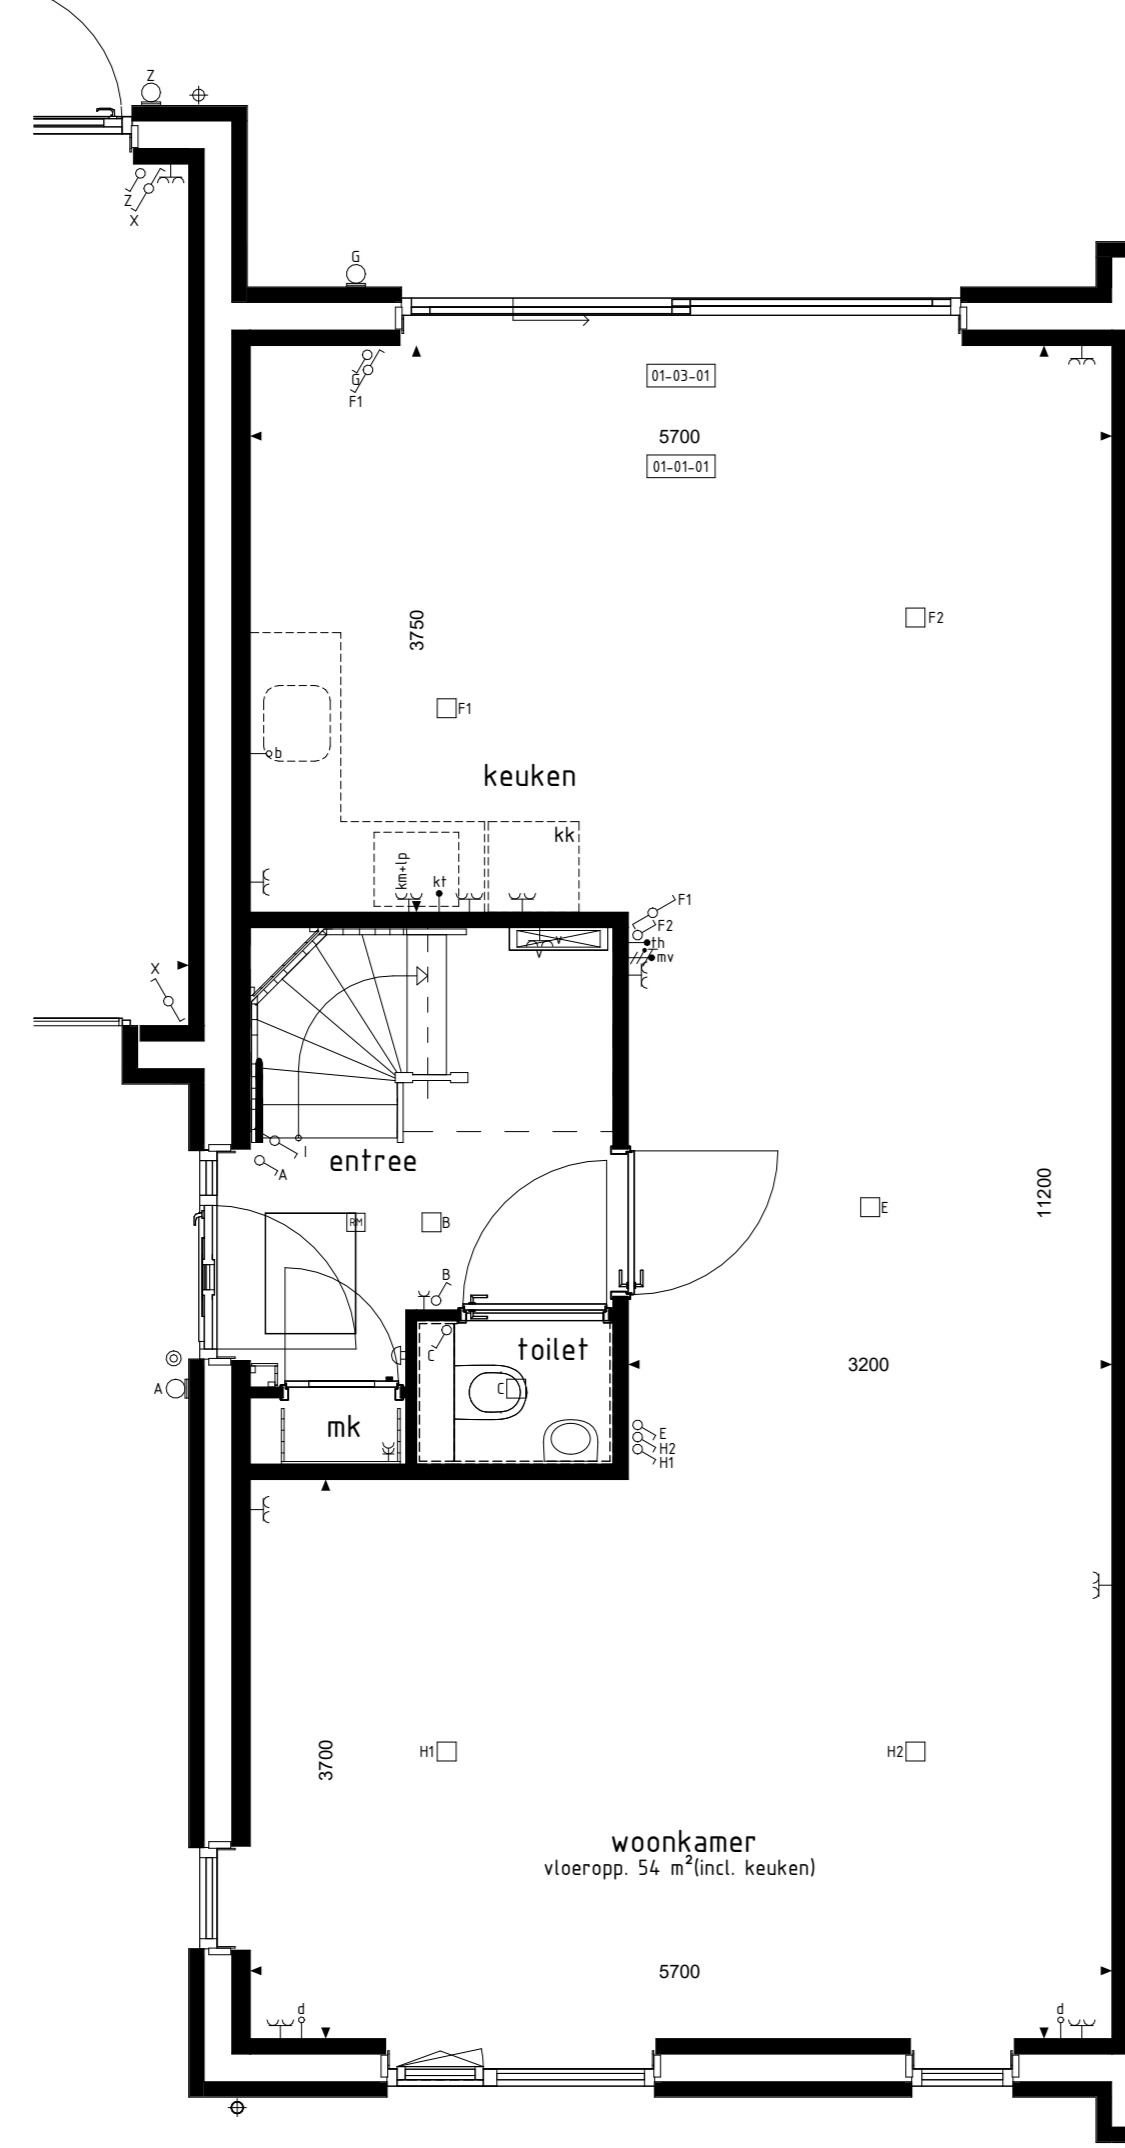 Z
Z
X
G
G
F1
01-03-01
5700
01-01-01
3750
F2
F1
b
keuken
kk
km+lp
kt
F1
F2
th
mv
v
v
X
I
entree
A
11200
E
RM
B
B
C
toilet
C
3200
A
mk
E
H2
H1
3700
H1
H2
woonkamer
vloeropp. 54 m²(incl. keuken)
5700
d
d